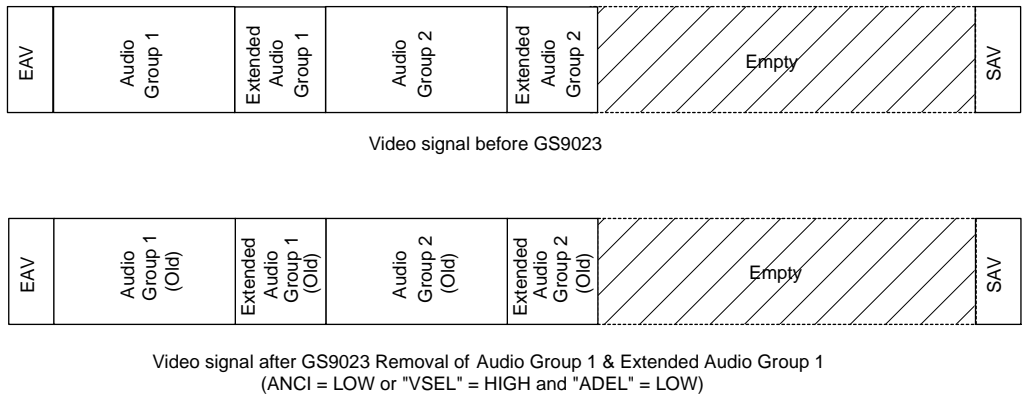 EAV
Audio
Group 1
Extended
Audio
Group 1
Audio
Group 2
Extended
Audio
Group 2
Empty
SAV
Video signal before GS9023
EAV
Audio
Group 1
(Old)
Extended
Audio
Group 1
(Old)
Audio
Group 2
(Old)
Extended
Audio
Group 2
(Old)
Empty
SAV
Video signal after GS9023 Removal of Audio Group 1 & Extended Audio Group 1
(ANCI = LOW or "VSEL" = HIGH and "ADEL" = LOW)